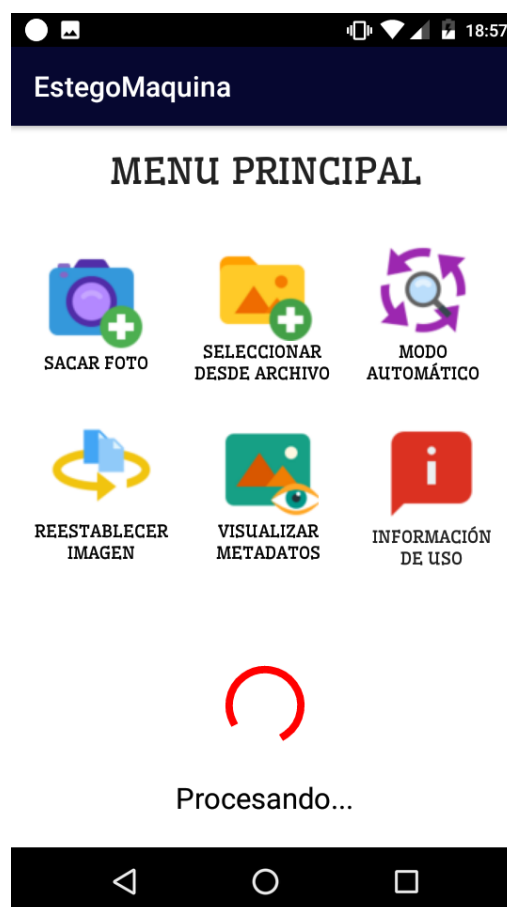 18:57
EstegoMaquina
MENU PRINCIPAL
SACAR FOTO
SELECCIONAR
DESDE ARCHIVO
MODO
AUTOMÁTICO
REESTABLECER
IMAGEN
VISUALIZAR
METADATOS
INFORMACIÓN
DE USO
Procesando...